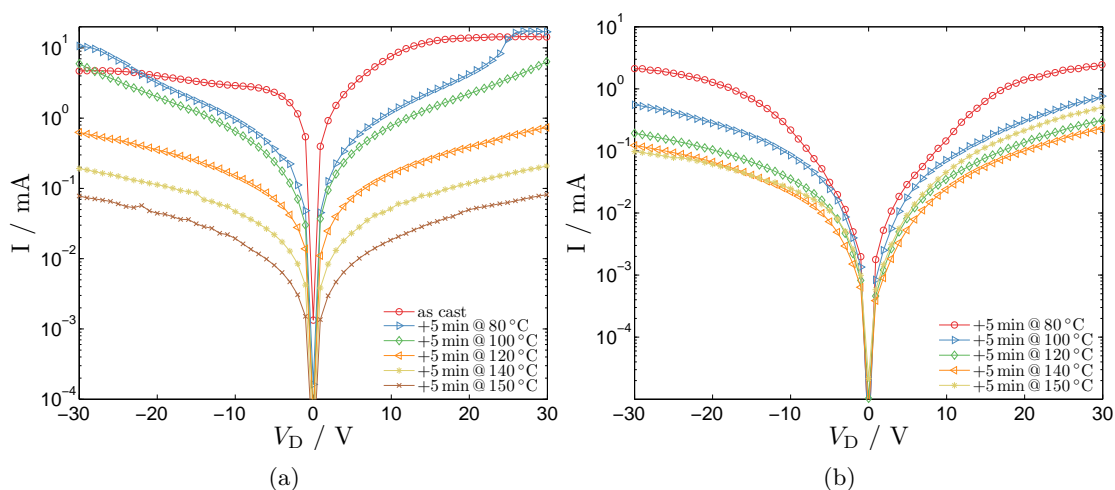 10^1
10^0
10^-1
10^-2
10^-3
10^-4
I / mA
as cast
+5 min @ 80 °C
+5 min @ 100 °C
+5 min @ 120 °C
+5 min @ 140 °C
+5 min @ 150 °C
−30 −20 −10 0 10 20 30
V_D / V
(a)
10^1
10^0
10^-1
10^-2
10^-3
10^-4
I / mA
+5 min @ 80 °C
+5 min @ 100 °C
+5 min @ 120 °C
+5 min @ 140 °C
+5 min @ 150 °C
−30 −20 −10 0 10 20 30
V_D / V
(b)